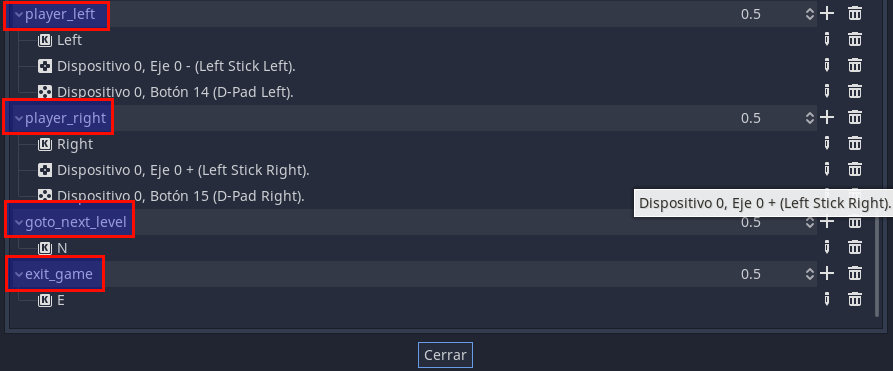 player_left 0.5
K Left
Dispositivo 0, Eje 0 - (Left Stick Left).
Dispositivo 0, Botón 14 (D-Pad Left).
player_right 0.5
K Right
Dispositivo 0, Eje 0 + (Left Stick Right).
Dispositivo 0, Botón 15 (D-Pad Right).
Dispositivo 0, Eje 0 + (Left Stick Right).
goto_next_level 0.5
K N
exit_game 0.5
K E
Cerrar